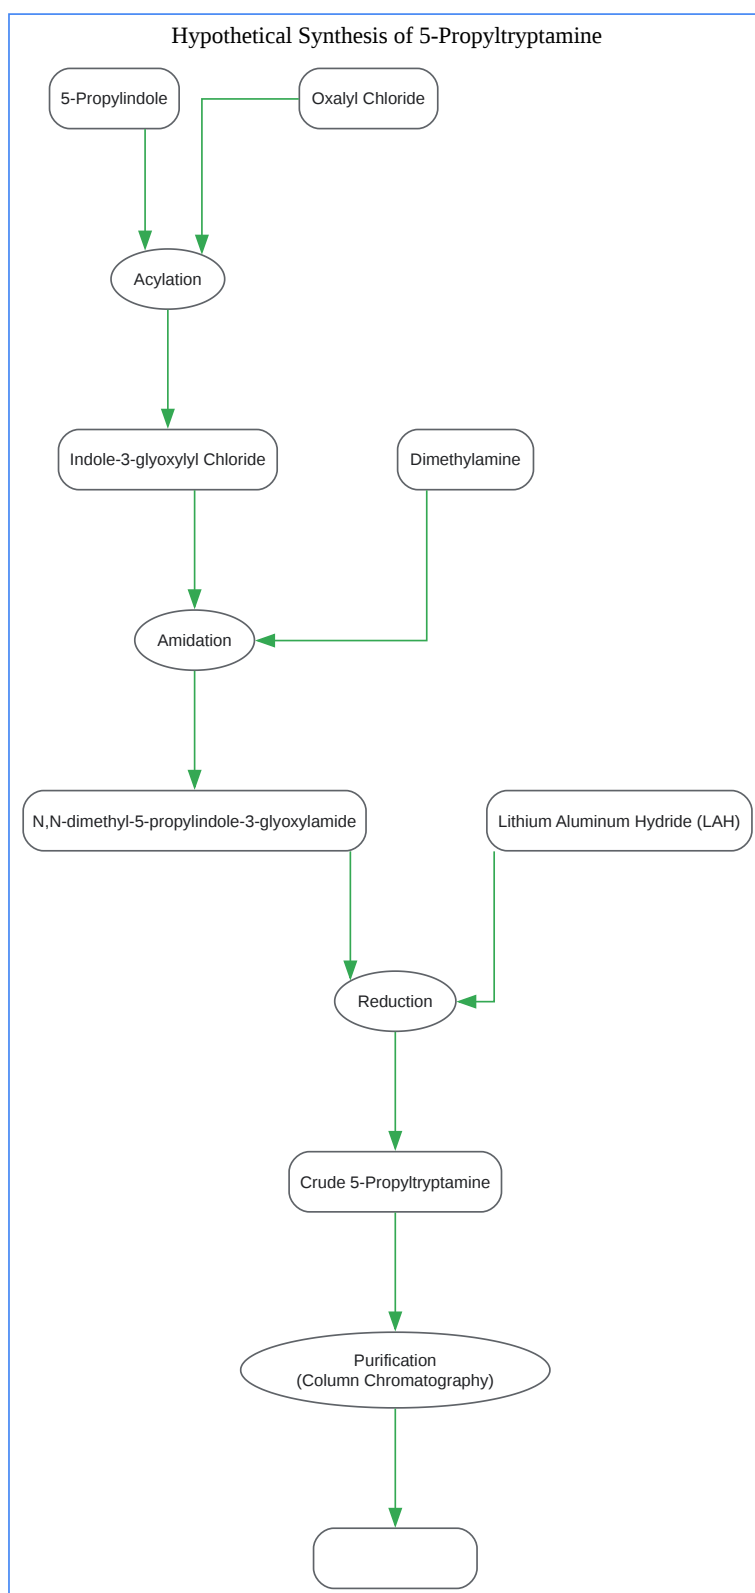 Hypothetical Synthesis of 5-Propyltryptamine
5-Propylindole
Oxalyl Chloride
Acylation
Indole-3-glyoxylyl Chloride
Dimethylamine
Amidation
N,N-dimethyl-5-propylindole-3-glyoxylamide
Lithium Aluminum Hydride (LAH)
Reduction
Crude 5-Propyltryptamine
Purification
(Column Chromatography)